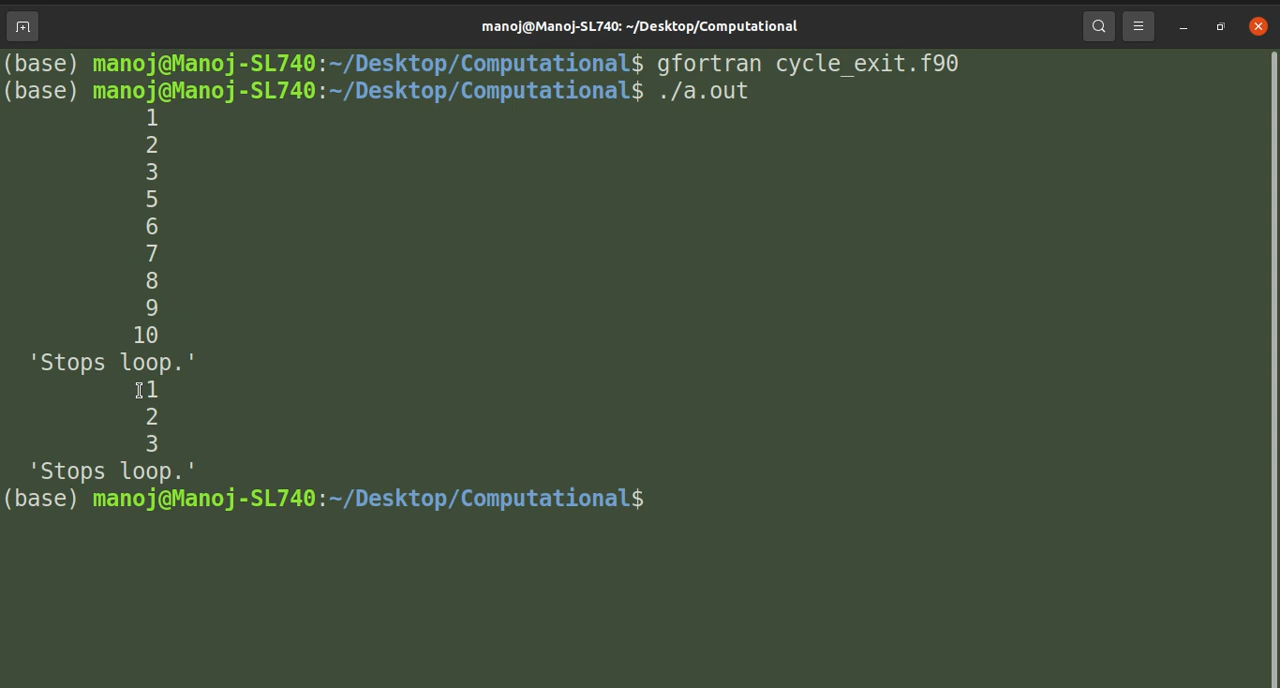 manoj@Manoj-SL740: ~/Desktop/Computational
(base) manoj@Manoj-SL740:~/Desktop/Computational$ gfortran cycle_exit.f90
(base) manoj@Manoj-SL740:~/Desktop/Computational$ ./a.out
1
2
3
5
6
7
8
9
10
'Stops loop.'
1
2
3
'Stops loop.'
(base) manoj@Manoj-SL740:~/Desktop/Computational$